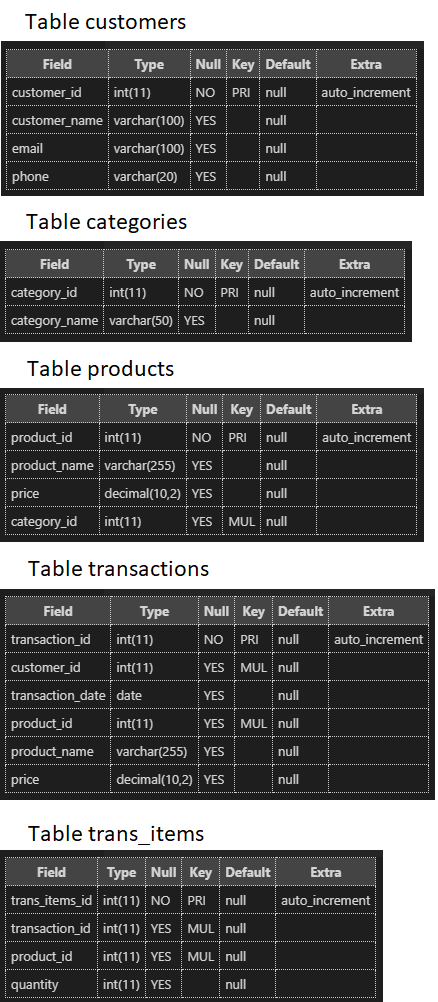 Table customers
Field Type Null Key Default Extra
customer_id int(11) NO PRI null auto_increment
customer_name varchar(100) YES null
email varchar(100) YES null
phone varchar(20) YES null
Table categories
Field Type Null Key Default Extra
category_id int(11) NO PRI null auto_increment
category_name varchar(50) YES null
Table products
Field Type Null Key Default Extra
product_id int(11) NO PRI null auto_increment
product_name varchar(255) YES null
price decimal(10,2) YES null
category_id int(11) YES MUL null
Table transactions
Field Type Null Key Default Extra
transaction_id int(11) NO PRI null auto_increment
customer_id int(11) YES MUL null
transaction_date date YES null
product_id int(11) YES MUL null
product_name varchar(255) YES null
price decimal(10,2) YES null
Table trans_items
Field Type Null Key Default Extra
trans_items_id int(11) NO PRI null auto_increment
transaction_id int(11) YES MUL null
product_id int(11) YES MUL null
quantity int(11) YES null